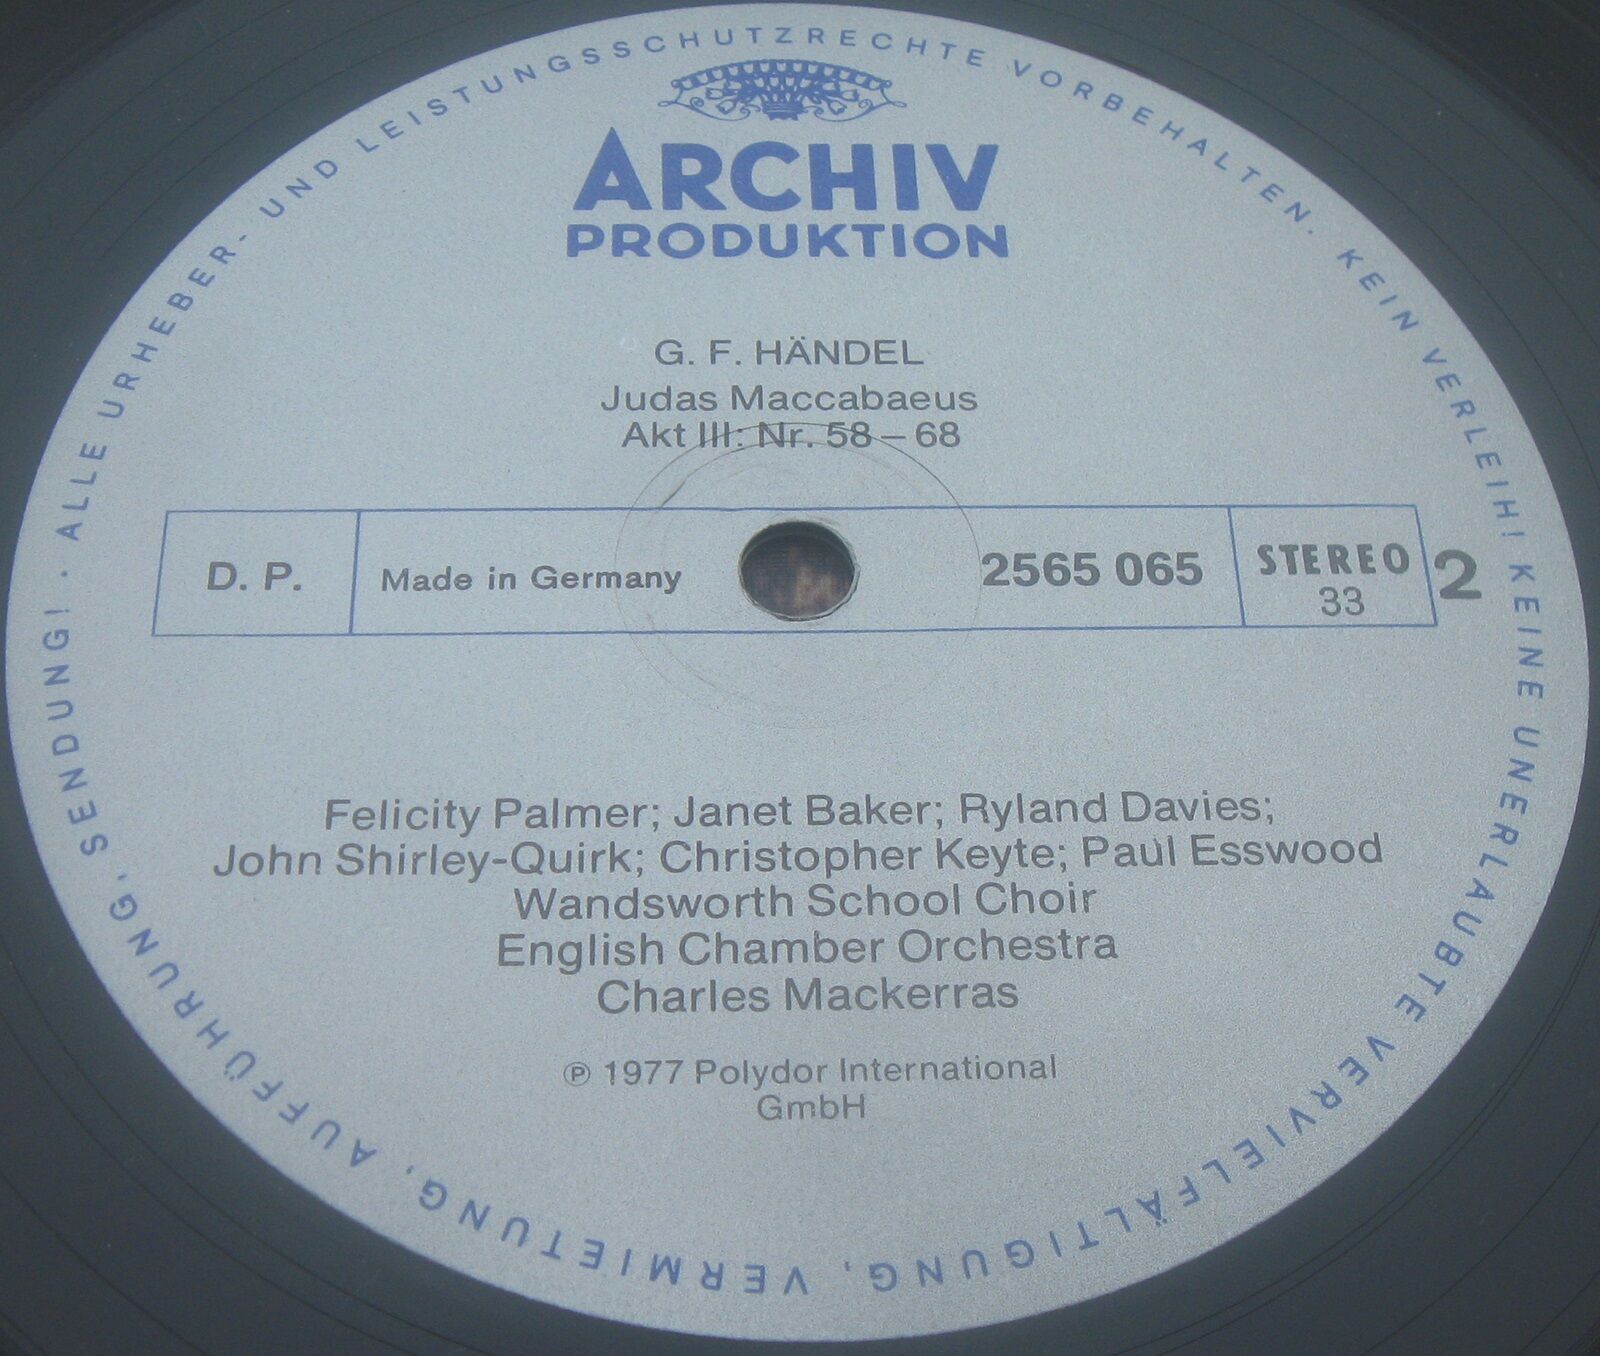 ALLE URHEBER- UND LEISTUNGSSCHUTZRECHTE VORBEHALTEN. KEIN VERLEIH! KEINE UNERLAUBTE VERVIELFÄLTIGUNG, VERMIETUNG, AUFFÜHRUNG, SENDUNG! ·
ARCHIV
PRODUKTION
G. F. HÄNDEL
Judas Maccabaeus
Akt III: Nr. 58 – 68
D. P.
Made in Germany
2565 065
STEREO
33
2
Felicity Palmer; Janet Baker; Ryland Davies;
John Shirley-Quirk; Christopher Keyte; Paul Esswood
Wandsworth School Choir
English Chamber Orchestra
Charles Mackerras
℗ 1977 Polydor International
GmbH